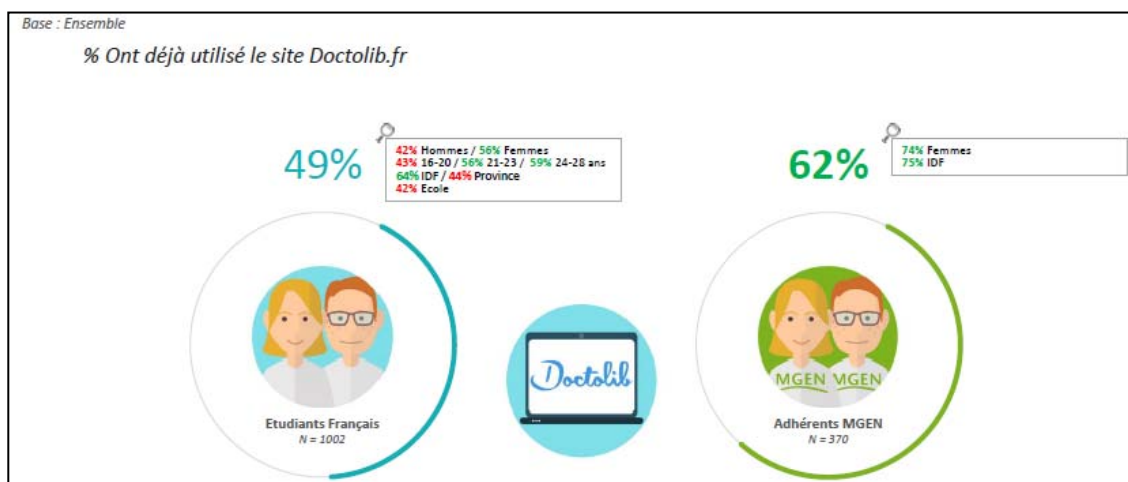 Base : Ensemble
% Ont déjà utilisé le site Doctolib.fr
49%
42% Hommes / 56% Femmes
43% 16-20 / 56% 21-23 / 59% 24-28 ans
64% IDF / 44% Province
42% Ecole
62%
74% Femmes
75% IDF
Doctolib
MGEN MGEN
Etudiants Français
N = 1002
Adhérents MGEN
N = 370